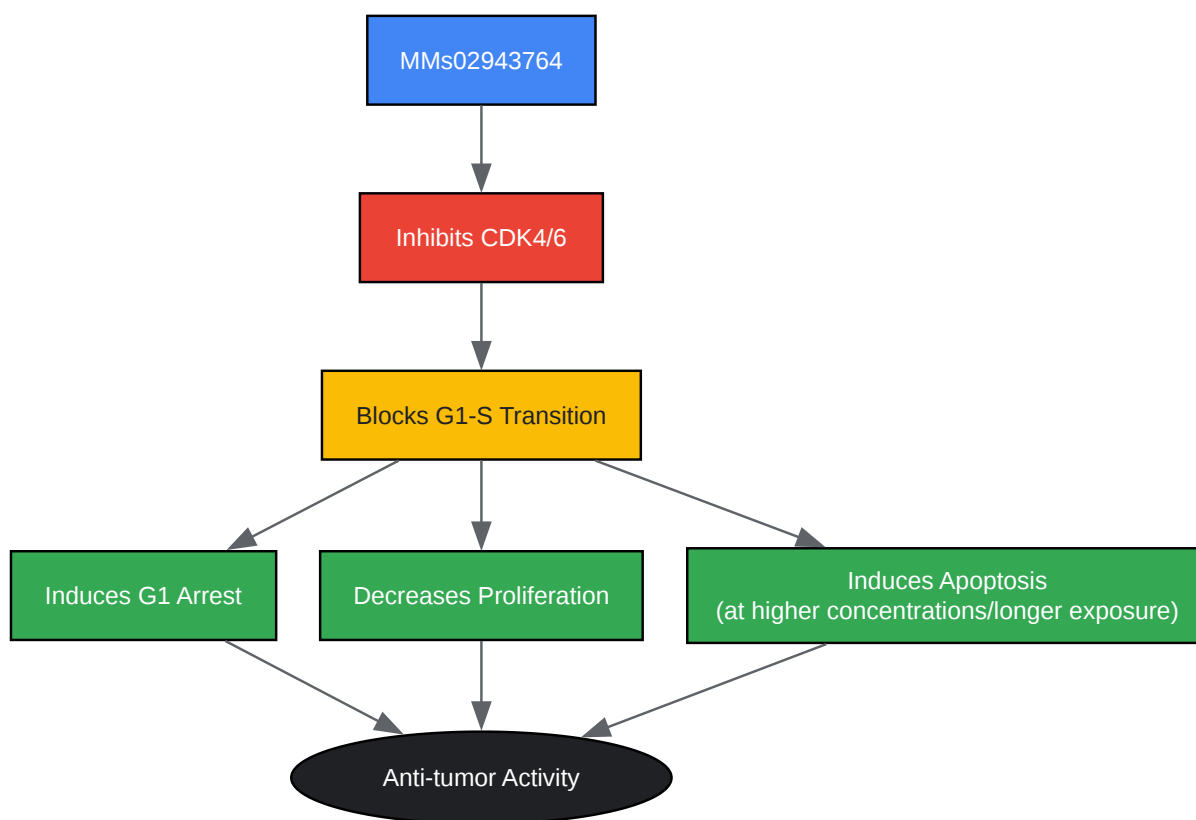 MMs02943764
Inhibits CDK4/6
Blocks G1-S Transition
Induces G1 Arrest
Decreases Proliferation
Induces Apoptosis
(at higher concentrations/longer exposure)
Anti-tumor Activity